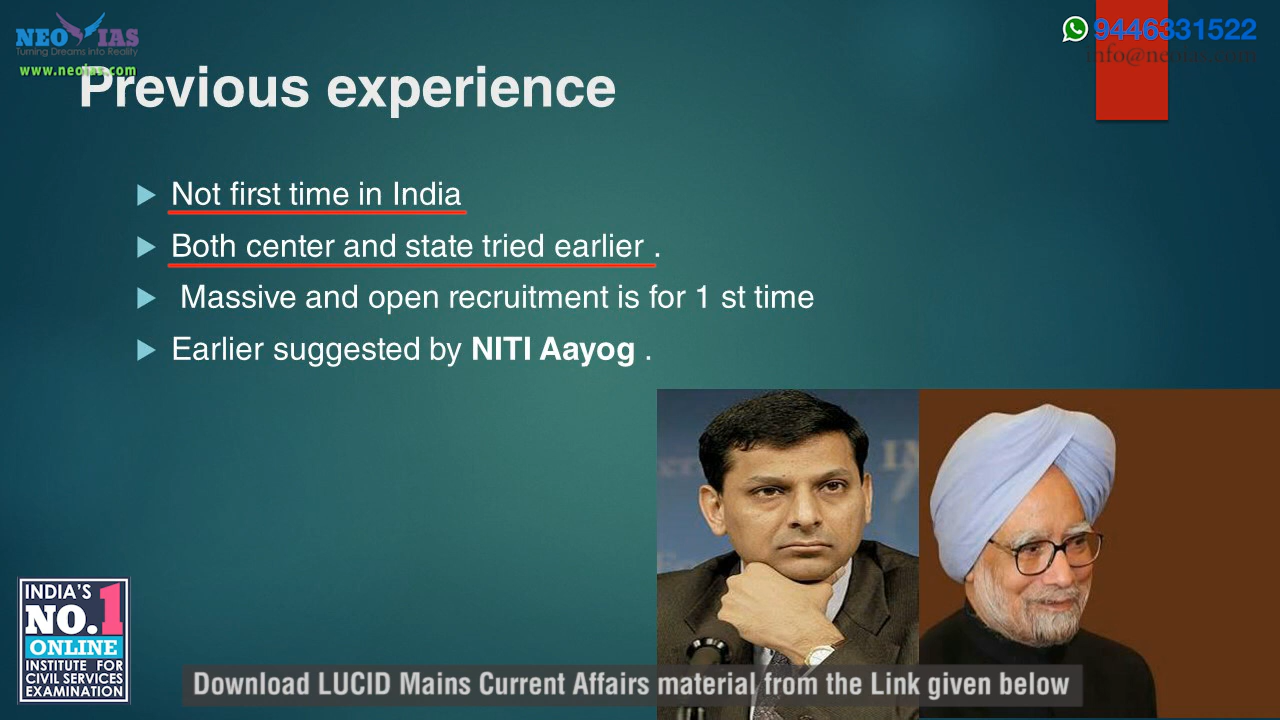 NEO IAS
Turning Dreams into Reality
www.neoias.com
9446331522
info@neoias.com
Previous experience
Not first time in India
Both center and state tried earlier .
Massive and open recruitment is for 1 st time
Earlier suggested by NITI Aayog .
INDIA'S
NO.1
ONLINE
INSTITUTE FOR
CIVIL SERVICES
EXAMINATION
Download LUCID Mains Current Affairs material from the Link given below